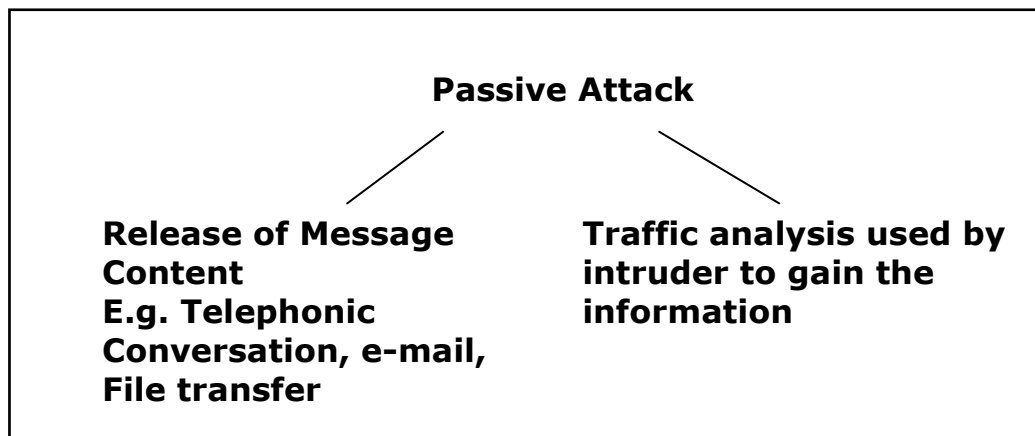 Passive Attack
Release of Message
Content
E.g. Telephonic
Conversation, e-mail,
File transfer
Traffic analysis used by
intruder to gain the
information